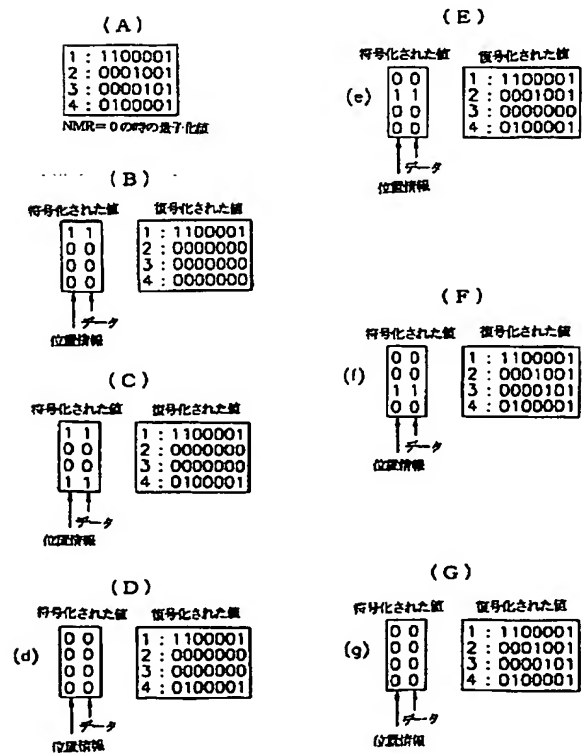 (A)
1 : 1100001
2 : 0001001
3 : 0000101
4 : 0100001
NMR=0の時の量子化値
(B)
符号化された値 復号化された値
1 1
0 0
0 0
0 0
1 : 1100001
2 : 0000000
3 : 0000000
4 : 0000000
データ
位置情報
(C)
符号化された値 復号化された値
1 1
0 0
0 0
1 1
1 : 1100001
2 : 0000000
3 : 0000000
4 : 0100001
データ
位置情報
(D)
符号化された値 復号化された値
(d)
0 0
0 0
0 0
0 0
1 : 1100001
2 : 0000000
3 : 0000000
4 : 0100001
データ
位置情報
(E)
符号化された値 復号化された値
(e)
0 0
1 1
0 0
0 0
1 : 1100001
2 : 0001001
3 : 0000000
4 : 0100001
データ
位置情報
(F)
符号化された値 復号化された値
(f)
0 0
0 0
1 1
0 0
1 : 1100001
2 : 0001001
3 : 0000101
4 : 0100001
データ
位置情報
(G)
符号化された値 復号化された値
(g)
0 0
0 0
0 0
0 0
1 : 1100001
2 : 0001001
3 : 0000101
4 : 0100001
データ
位置情報